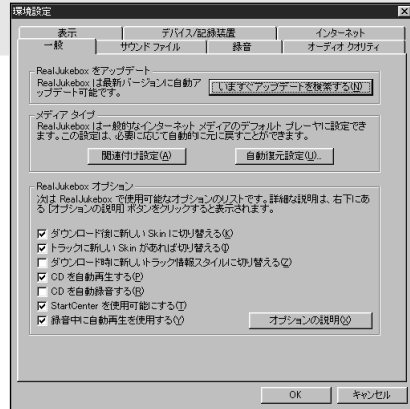 環境設定
表示 デバイス/記録装置 インターネット
一般 サウンド ファイル 録音 オーディオ クオリティ
RealJukebox をアップデート
RealJukebox は最新バージョンに自動ア
ップデート可能です。
いますぐアップデートを検索する(N)
メディア タイプ
RealJukebox は一般的なインターネット メディアのデフォルト プレーヤに設定でき
ます。この設定は、必要に応じて自動的に元に戻すことができます。
関連付け設定(A) 自動復元設定(U)...
RealJukebox オプション
次は RealJukebox で使用可能なオプションのリストです。詳細な説明は、右下にあ
る [オプションの説明] ボタンをクリックすると表示されます。
ダウンロード後に新しい Skin に切り替える(K)
トラックに新しい Skin があれば切り替える(I)
ダウンロード時に新しいトラック情報スタイルに切り替える(Z)
CD を自動再生する(P)
CD を自動録音する(R)
StartCenter を使用可能にする(T)
録音中に自動再生を使用する(Y)
オプションの説明(X)
OK キャンセル